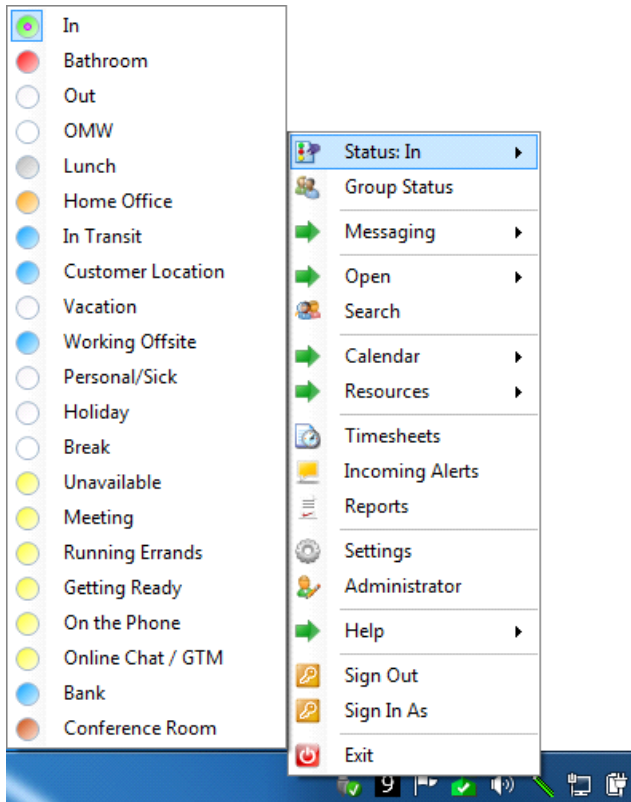 In
Bathroom
Out
OMW
Lunch
Home Office
In Transit
Customer Location
Vacation
Working Offsite
Personal/Sick
Holiday
Break
Unavailable
Meeting
Running Errands
Getting Ready
On the Phone
Online Chat / GTM
Bank
Conference Room
Status: In
Group Status
Messaging
Open
Search
Calendar
Resources
Timesheets
Incoming Alerts
Reports
Settings
Administrator
Help
Sign Out
Sign In As
Exit
9